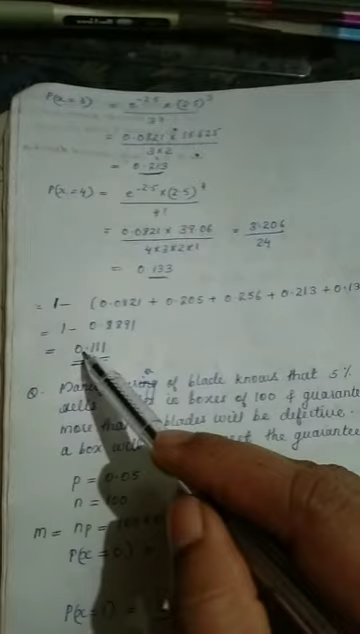 P(x=3) = e^-2.5 × (2.5)^3 / 3!
= 0.0821 × 15.625 / 3×2
= 0.213
P(x=4) = e^-2.5 × (2.5)^4 / 4!
= 0.0821 × 39.06 / 4×3×2×1 = 3.206 / 24
= 0.133
= 1- (0.0821 + 0.205 + 0.256 + 0.213 + 0.13
= 1- 0.8891
= 0.111
Q. of blade knows that 5%
in boxes of 100 & guarante
more blades will be defective.
a box the guarantee
p = 0.05
n = 100
m = np =
P(x=0) =
P(x=1) =